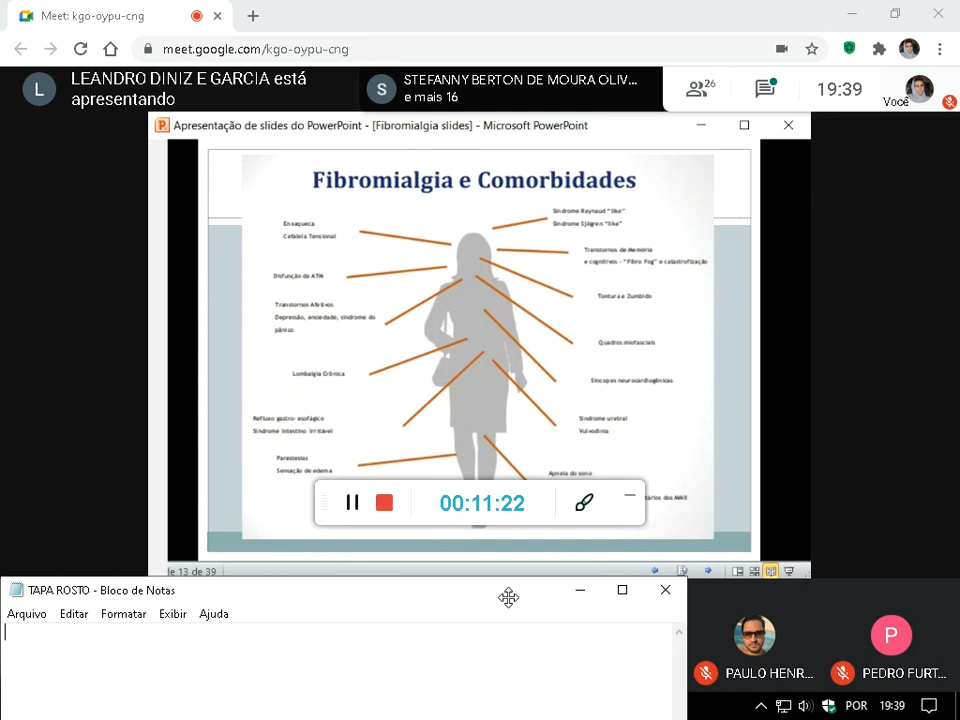 Meet: kgo-oypu-cng
meet.google.com/kgo-oypu-cng
L
LEANDRO DINIZ E GARCIA está
apresentando
S
STEFANNY BERTON DE MOURA OLIV...
e mais 16
26
19:39
Você
Apresentação de slides do PowerPoint - [Fibromialgia slides] - Microsoft PowerPoint
Fibromialgia e Comorbidades
Enxaqueca
Cefaleia Tensional
Disfunção da ATM
Transtornos Afetivos
Depressão, ansiedade, síndrome do
pânico
Lombalgia Crônica
Refluxo gastro- esofágico
Síndrome Intestino Irritável
Parestesias
Sensação de edema
Síndrome Reynaud "like"
Síndrome Sjögren "like"
Transtornos de Memória
e cognitivos - "Fibro Fog" e catastrofização
Tontura e Zumbido
Quadros miofasciais
Síncopes neurocardiogênicas
Síndrome uretral
Vulvodinia
Apneia do sono
dos MMII
00:11:22
de 13 de 39
TAPA ROSTO - Bloco de Notas
Arquivo Editar Formatar Exibir Ajuda
PAULO HENR...
P
PEDRO FURT...
POR 19:39